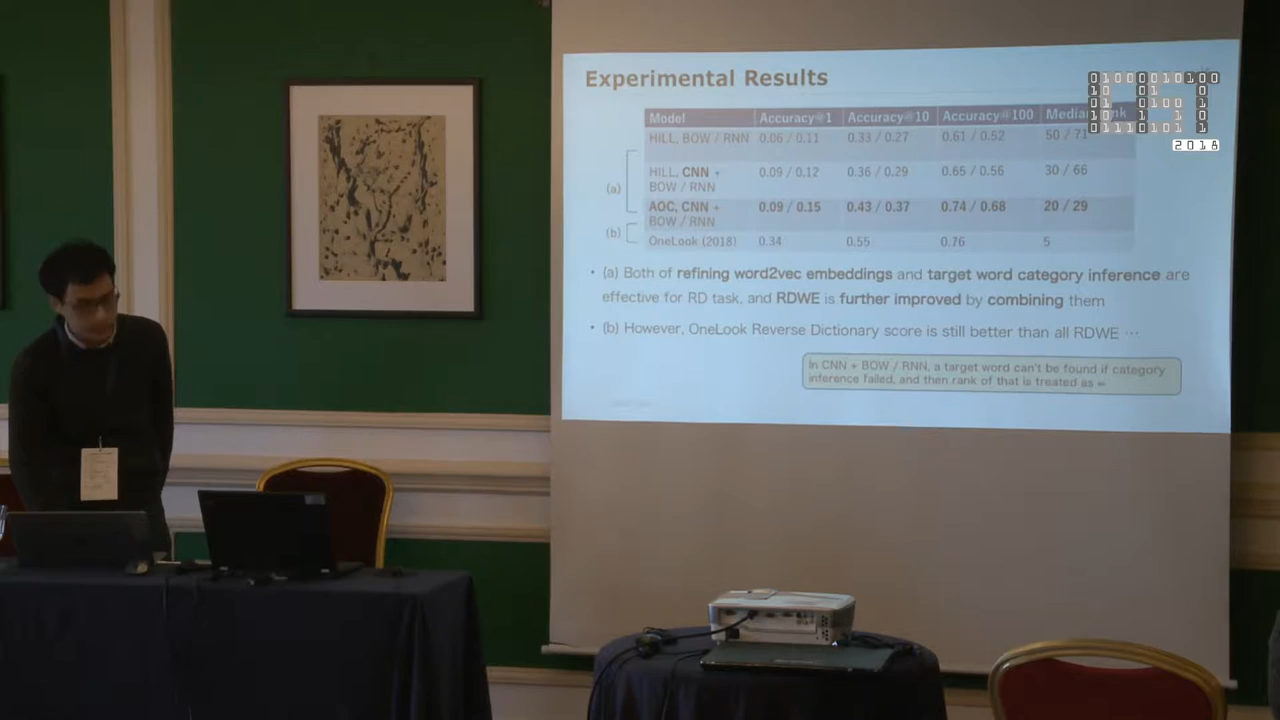 Experimental Results
Model Accuracy@1 Accuracy@10 Accuracy@100
HILL, BOW / RNN 0.06 / 0.11 0.33 / 0.27 0.61 / 0.52 50 / 71
(a)
HILL, CNN + 0.09 / 0.12 0.36 / 0.29 0.65 / 0.56 30 / 66
BOW / RNN
AOC, CNN + 0.09 / 0.15 0.43 / 0.37 0.74 / 0.68 20 / 29
BOW / RNN
(b)
OneLook (2018) 0.34 0.55 0.76 5
• (a) Both of refining word2vec embeddings and target word category inference are
effective for RD task, and RDWE is further improved by combining them
• (b) However, OneLook Reverse Dictionary score is still better than all RDWE …
In CNN + BOW / RNN, a target word can't be found if category
inference failed, and then rank of that is treated as ∞
2018